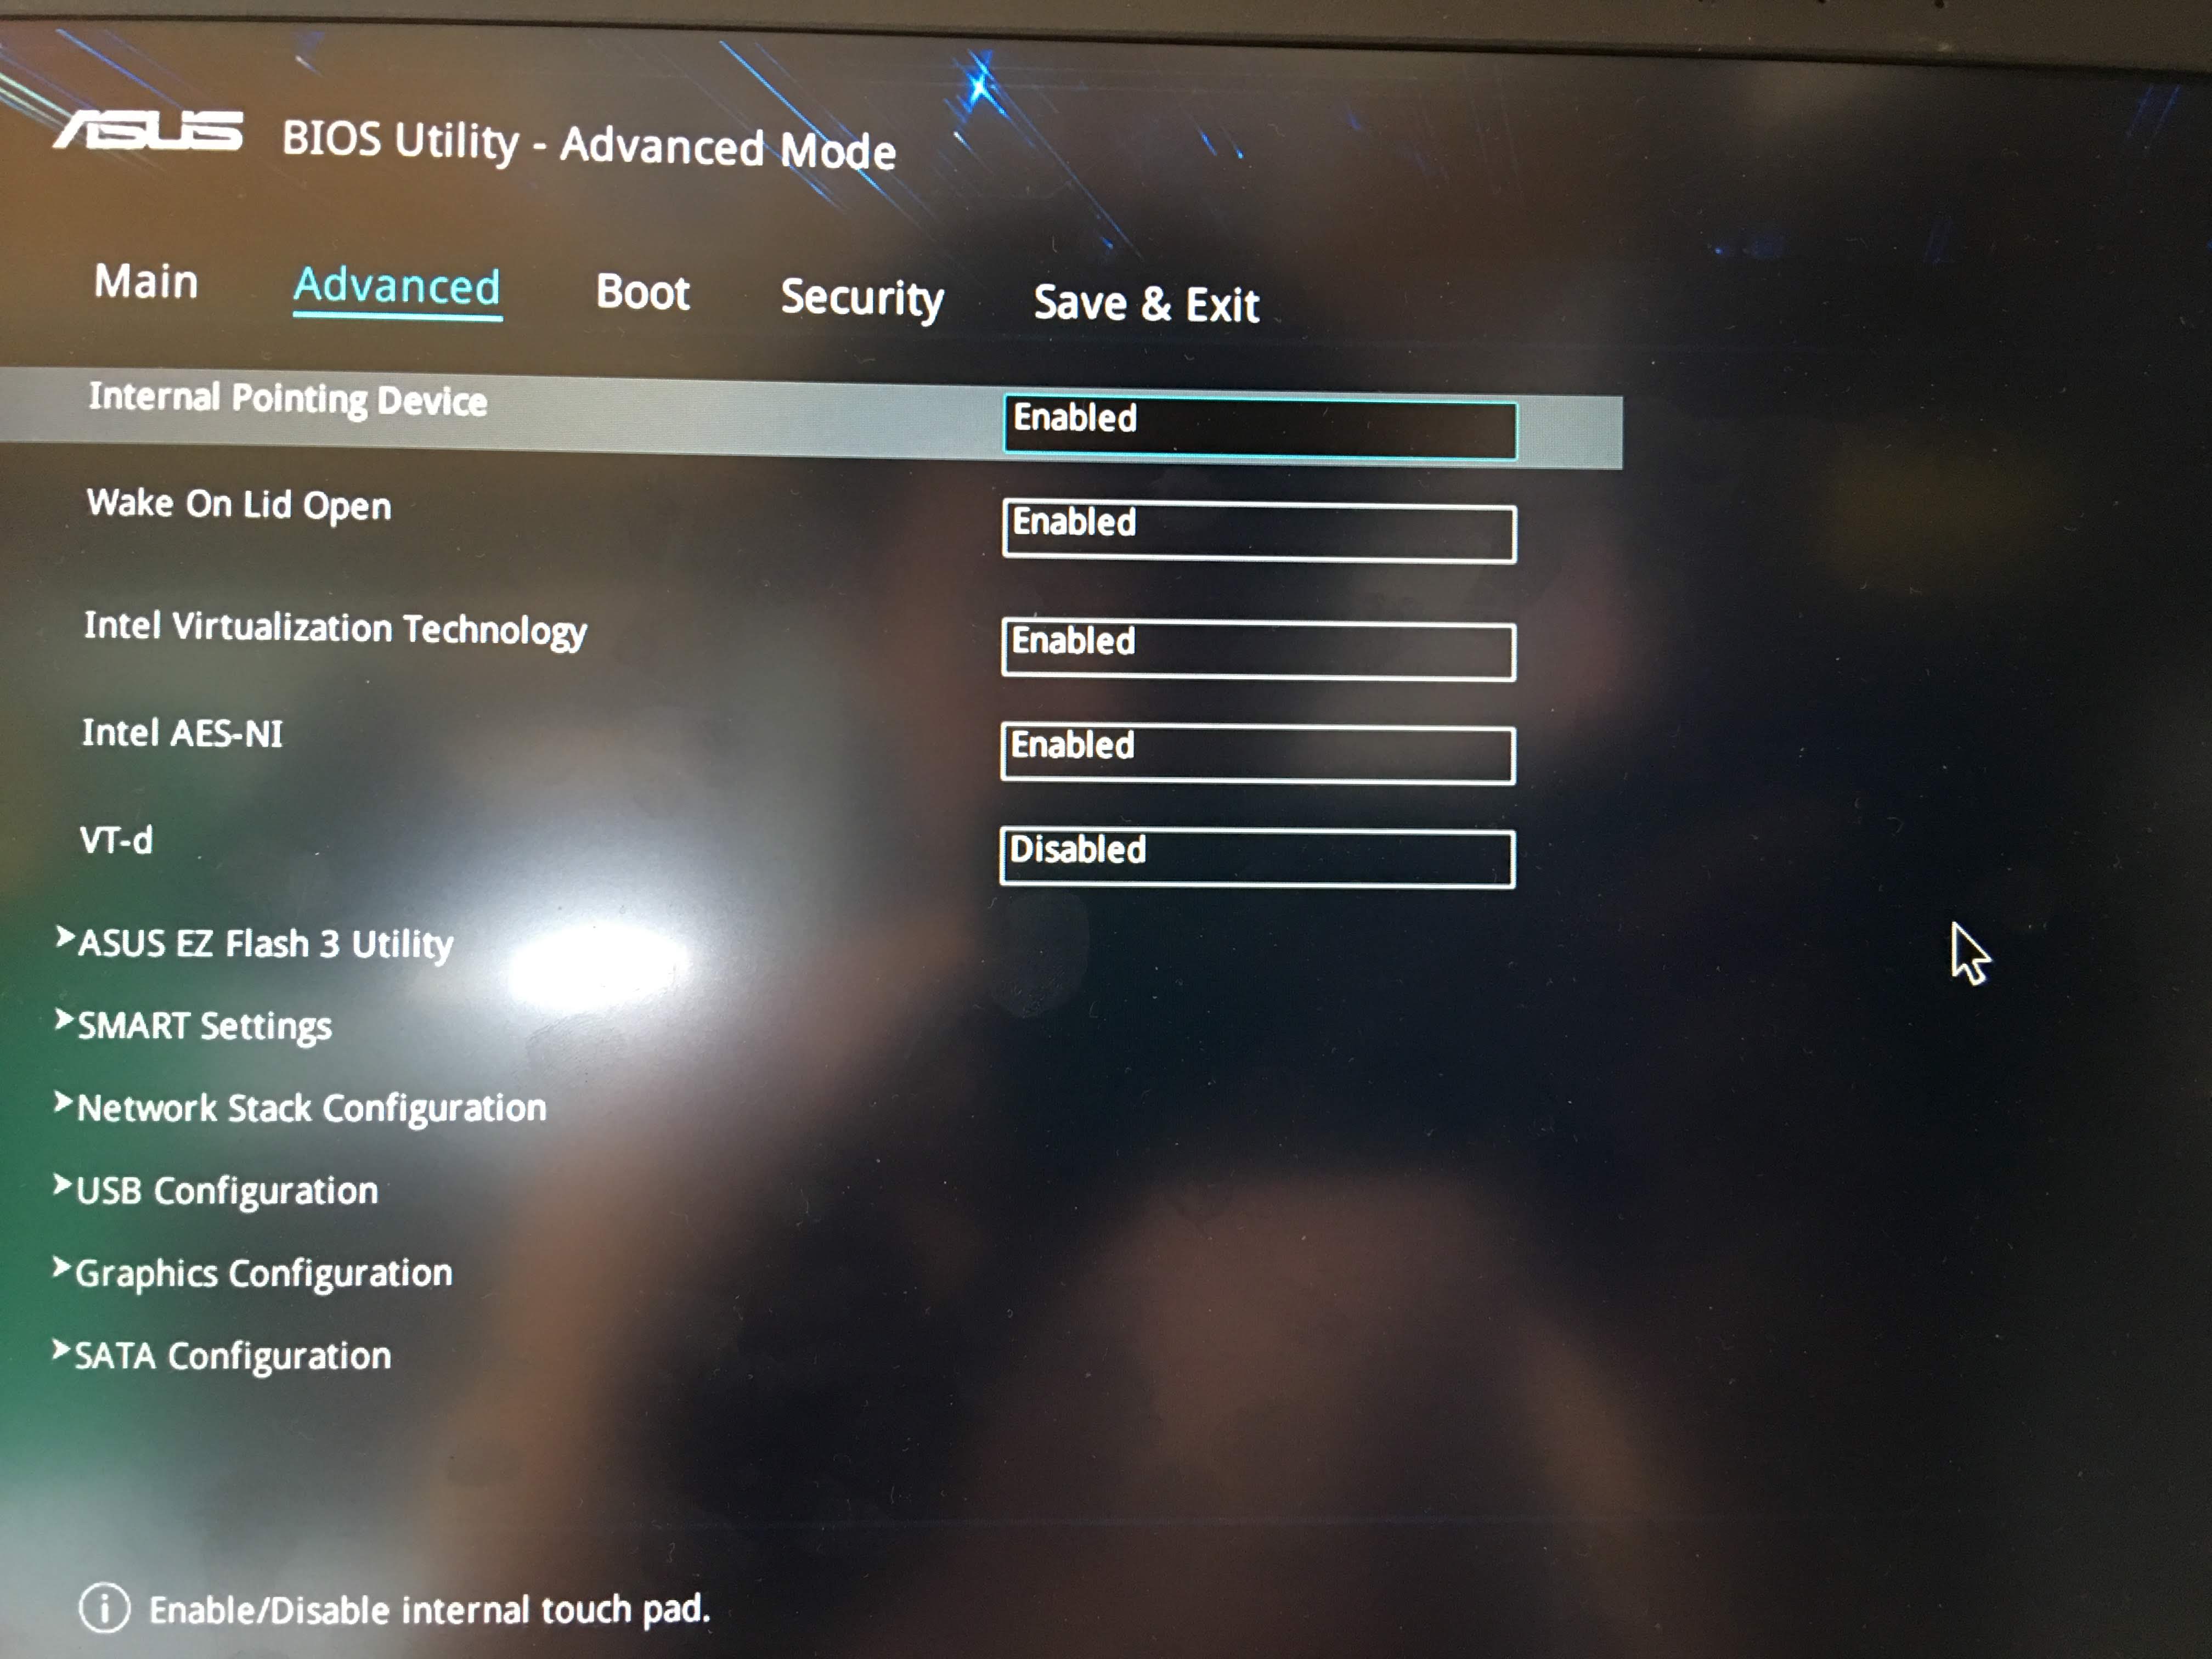 ASUS BIOS Utility - Advanced Mode
Main Advanced Boot Security Save & Exit
Internal Pointing Device Enabled
Wake On Lid Open Enabled
Intel Virtualization Technology Enabled
Intel AES-NI Enabled
VT-d Disabled
>ASUS EZ Flash 3 Utility
>SMART Settings
>Network Stack Configuration
>USB Configuration
>Graphics Configuration
>SATA Configuration
i Enable/Disable internal touch pad.